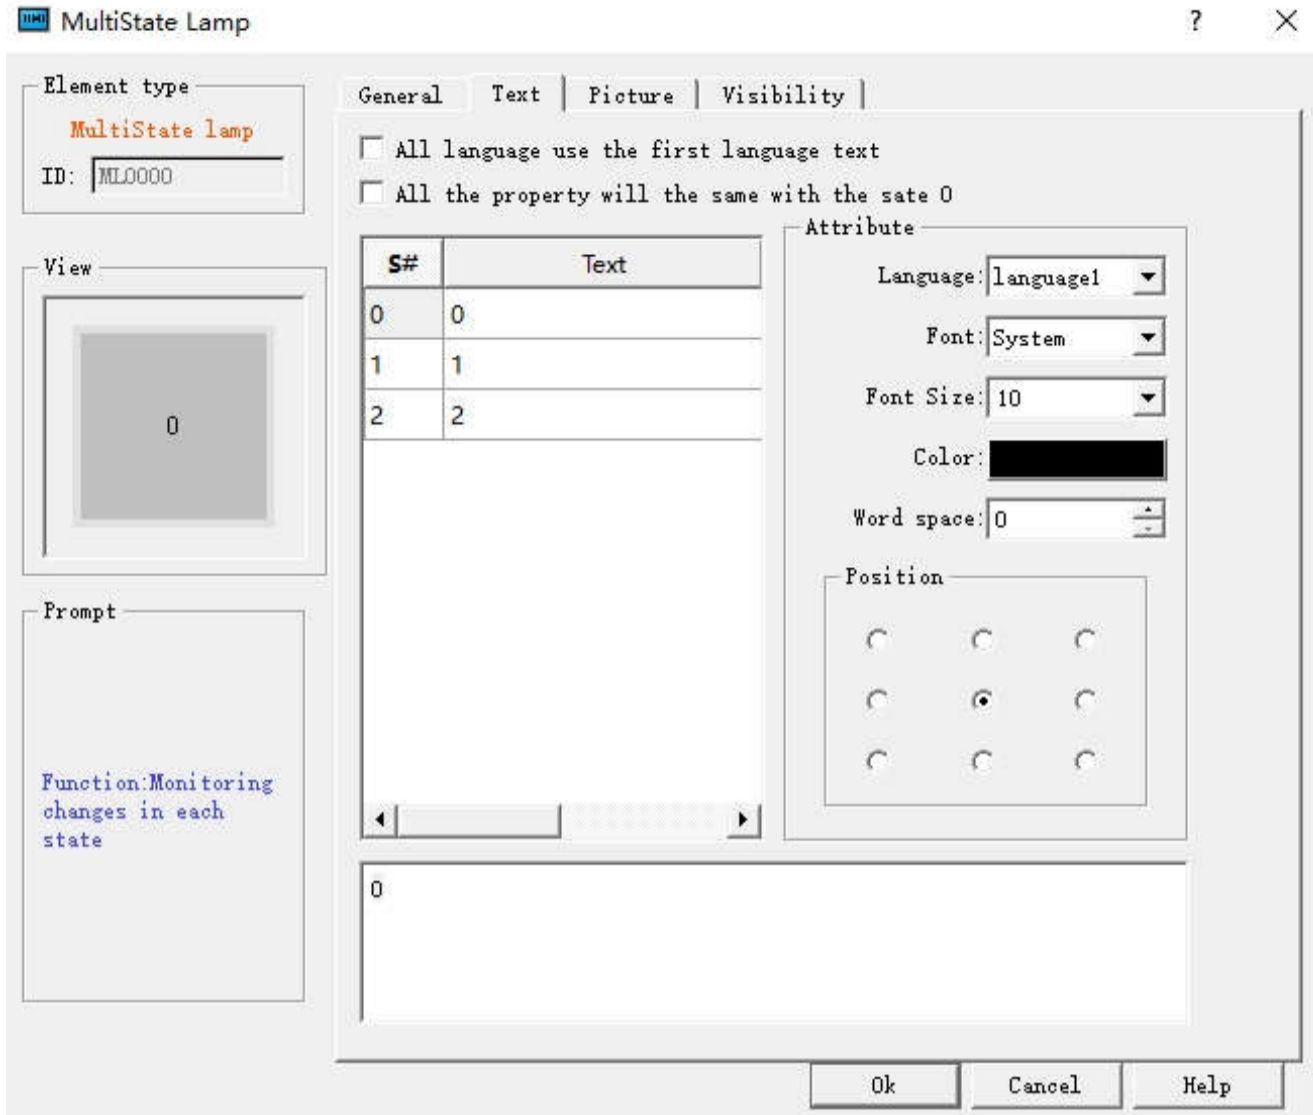 MultiState Lamp
?
Element type
MultiState lamp
ID: ML0000
View
0
Prompt
Function:Monitoring
changes in each
state
General Text Picture Visibility
All language use the first language text
All the property will the same with the sate 0
S# Text
0 0
1 1
2 2
Attribute
Language: language1
Font: System
Font Size: 10
Color:
Word space: 0
Position
0
Ok Cancel Help